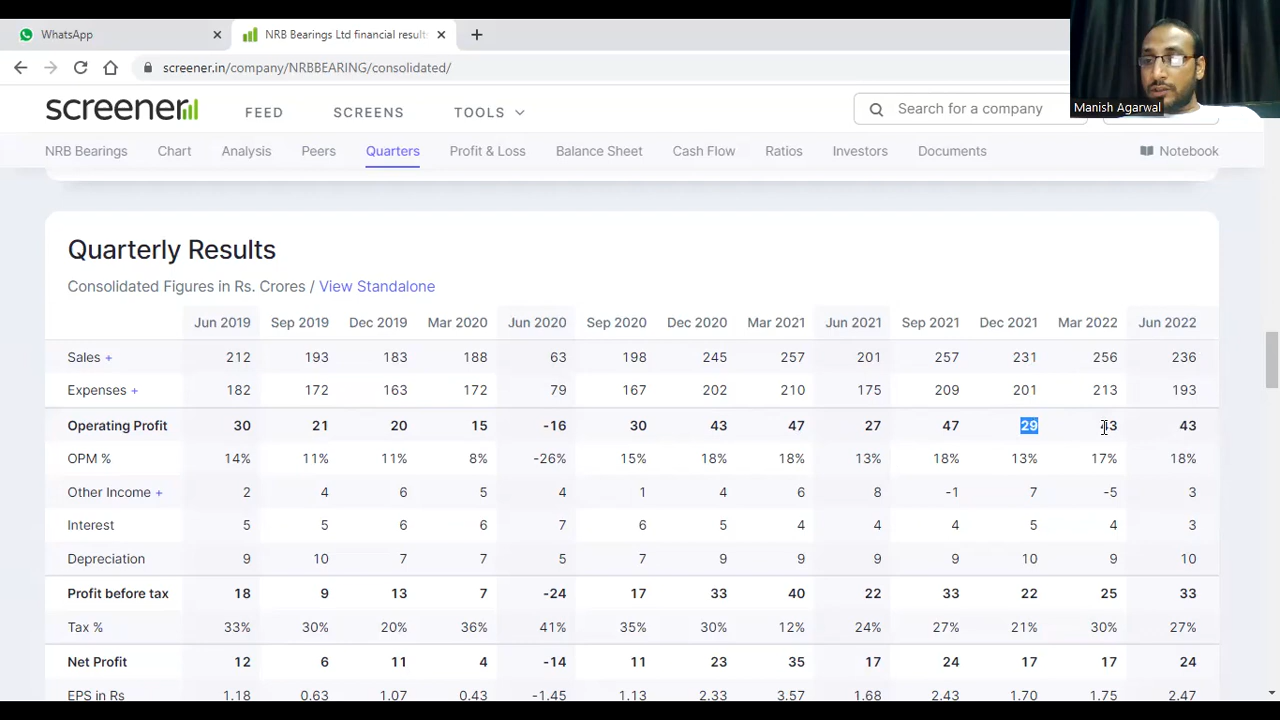 WhatsApp NRB Bearings Ltd financial result
screener.in/company/NRBBEARING/consolidated/
Manish Agarwal
screener FEED SCREENS TOOLS Search for a company
NRB Bearings Chart Analysis Peers Quarters Profit & Loss Balance Sheet Cash Flow Ratios Investors Documents Notebook
Quarterly Results
Consolidated Figures in Rs. Crores / View Standalone
Jun 2019 Sep 2019 Dec 2019 Mar 2020 Jun 2020 Sep 2020 Dec 2020 Mar 2021 Jun 2021 Sep 2021 Dec 2021 Mar 2022 Jun 2022
Sales + 212 193 183 188 63 198 245 257 201 257 231 256 236
Expenses + 182 172 163 172 79 167 202 210 175 209 201 213 193
Operating Profit 30 21 20 15 -16 30 43 47 27 47 29 43
OPM % 14% 11% 11% 8% -26% 15% 18% 18% 13% 18% 13% 17% 18%
Other Income + 2 4 6 5 4 1 4 6 8 -1 7 -5 3
Interest 5 5 6 6 7 6 5 4 4 4 5 4 3
Depreciation 9 10 7 7 5 7 9 9 9 9 10 9 10
Profit before tax 18 9 13 7 -24 17 33 40 22 33 22 25 33
Tax % 33% 30% 20% 36% 41% 35% 30% 12% 24% 27% 21% 30% 27%
Net Profit 12 6 11 4 -14 11 23 35 17 24 17 17 24
EPS in Rs 1.18 0.63 1.07 0.43 -1.45 1.13 2.33 3.57 1.68 2.43 1.70 1.75 2.47